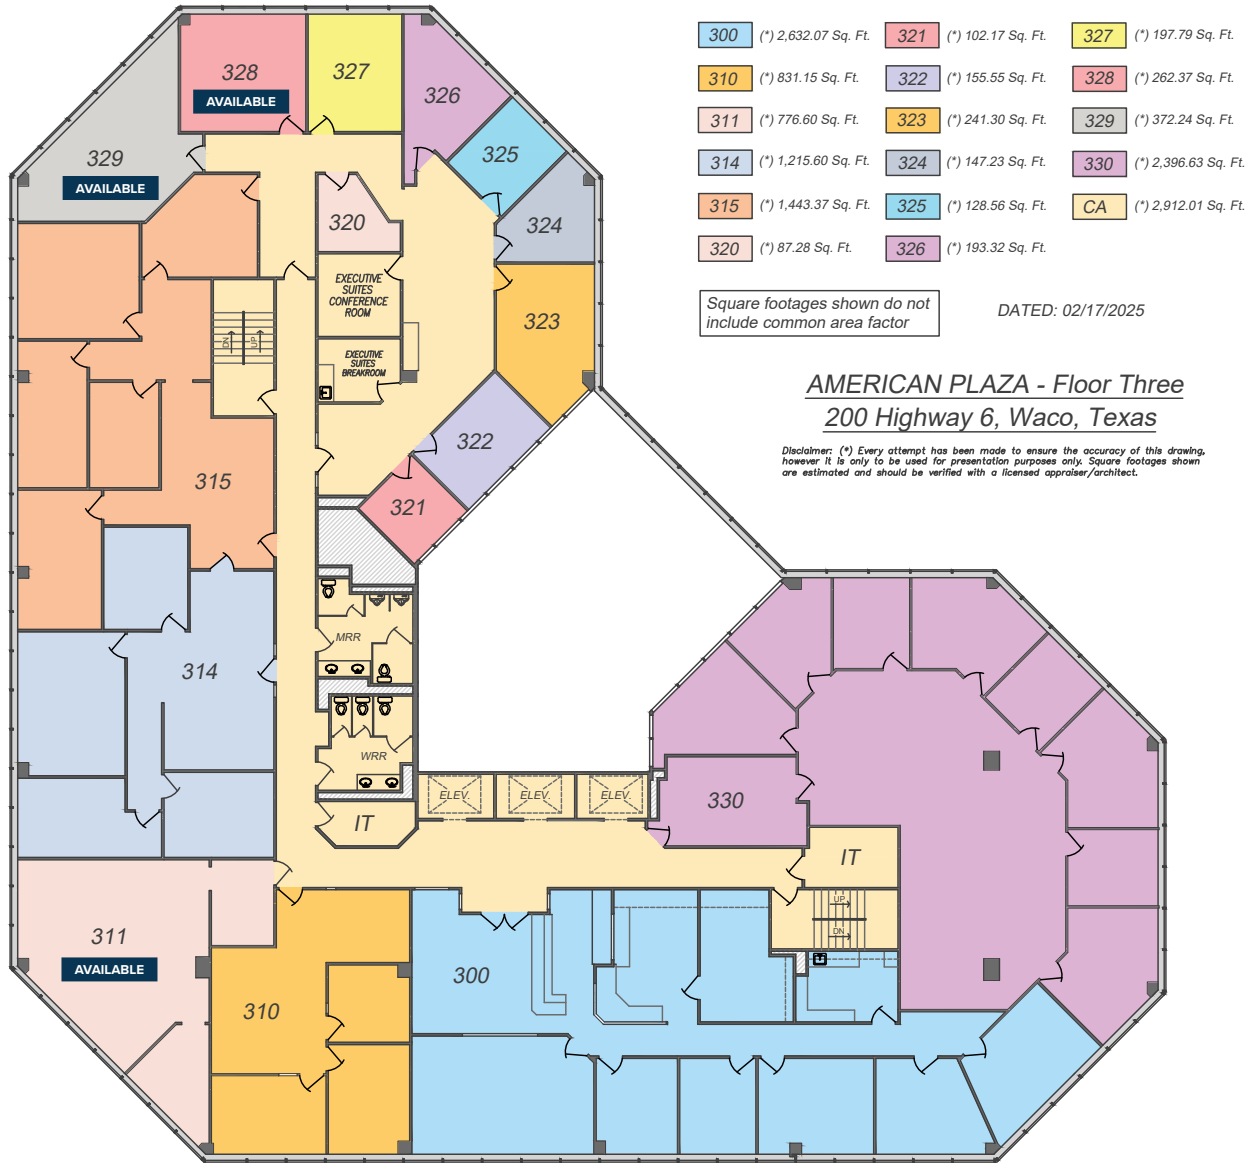 300 (*) 2,632.07 Sq. Ft.
310 (*) 831.15 Sq. Ft.
311 (*) 776.60 Sq. Ft.
314 (*) 1,215.60 Sq. Ft.
315 (*) 1,443.37 Sq. Ft.
320 (*) 87.28 Sq. Ft.
321 (*) 102.17 Sq. Ft.
322 (*) 155.55 Sq. Ft.
323 (*) 241.30 Sq. Ft.
324 (*) 147.23 Sq. Ft.
325 (*) 128.56 Sq. Ft.
326 (*) 193.32 Sq. Ft.
327 (*) 197.79 Sq. Ft.
328 (*) 262.37 Sq. Ft.
329 (*) 372.24 Sq. Ft.
330 (*) 2,396.63 Sq. Ft.
CA (*) 2,912.01 Sq. Ft.
Square footages shown do not
include common area factor
DATED: 02/17/2025
AMERICAN PLAZA - Floor Three
200 Highway 6, Waco, Texas
Disclaimer: (*) Every attempt has been made to ensure the accuracy of this drawing,
however it is only to be used for presentation purposes only. Square footages shown
are estimated and should be verified with a licensed appraiser/architect.
328
AVAILABLE
327
326
325
329
AVAILABLE
320
324
EXECUTIVE
SUITES
CONFERENCE
ROOM
323
DN
UP
EXECUTIVE
SUITES
BREAKROOM
322
315
321
MRR
314
WRR
ELEV.
ELEV.
ELEV.
330
IT
IT
UP
DN
311
AVAILABLE
300
310